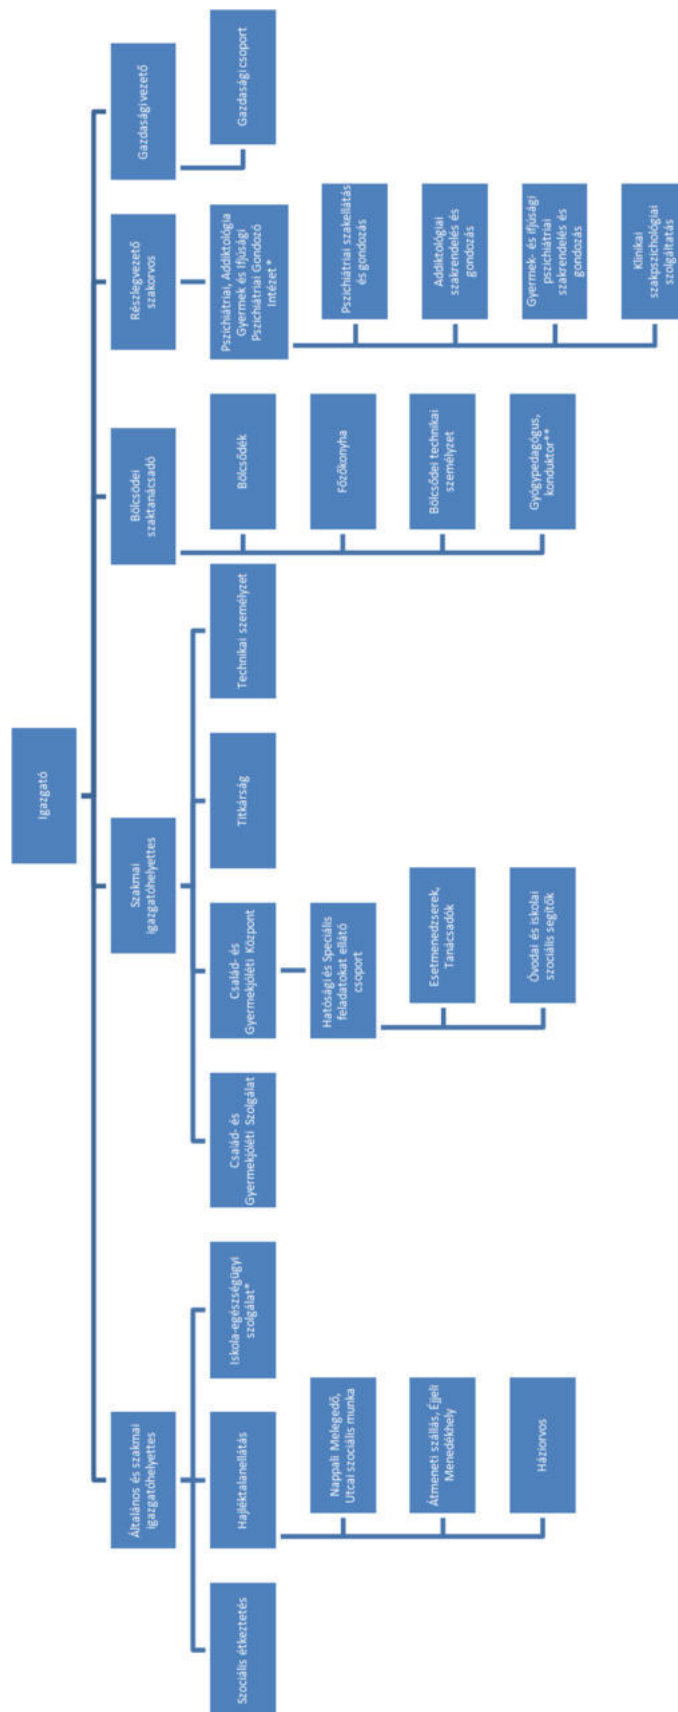 Igazgató
Általános és szakmai
igazgatóhelyettes
Szociális étkeztetés
Hajléktalanellátás
Nappali Melegedő,
Utcai szociális munka
Átmeneti szállás, Éjjeli
Menedékhely
Háziorvos
Iskola-egészségügyi
szolgálat*
Szakmai
igazgatóhelyettes
Család- és
Gyermekjóléti Szolgálat
Család- és
Gyermekjóléti Központ
Hatósági és Speciális
feladatokat ellátó
csoport
Esetmenedzserek,
Tanácsadók
Óvodai és iskolai
szociális segítők
Titkárság
Technikai személyzet
Bölcsődei
szaktanácsadó
Bölcsődék
Főzőkonyha
Bölcsődei technikai
személyzet
Gyógypedagógus,
konduktor**
Részlegvezető
szakorvos
Pszichiátriai, Addiktológia
Gyermek és Ifjúsági
Pszichiátriai Gondozó
Intézet*
Pszichiátriai szakellátás
és gondozás
Addiktológiai
szakrendelés és
gondozás
Gyermek- és ifjúsági
pszichiátriai
szakrendelés és
gondozás
Klinikai
szakpszichológiai
szolgáltatás
Gazdasági vezető
Gazdasági csoport